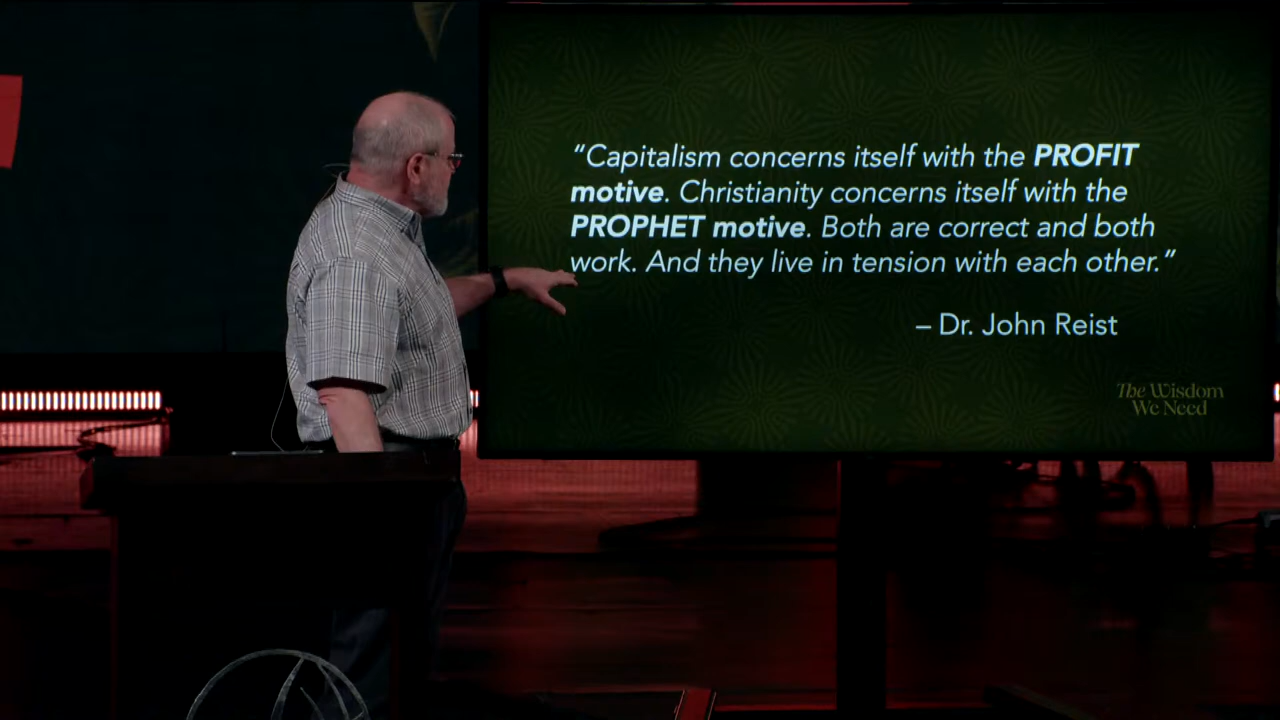 “Capitalism concerns itself with the PROFIT
motive. Christianity concerns itself with the
PROPHET motive. Both are correct and both
work. And they live in tension with each other.”
– Dr. John Reist
The Wisdom
We Need